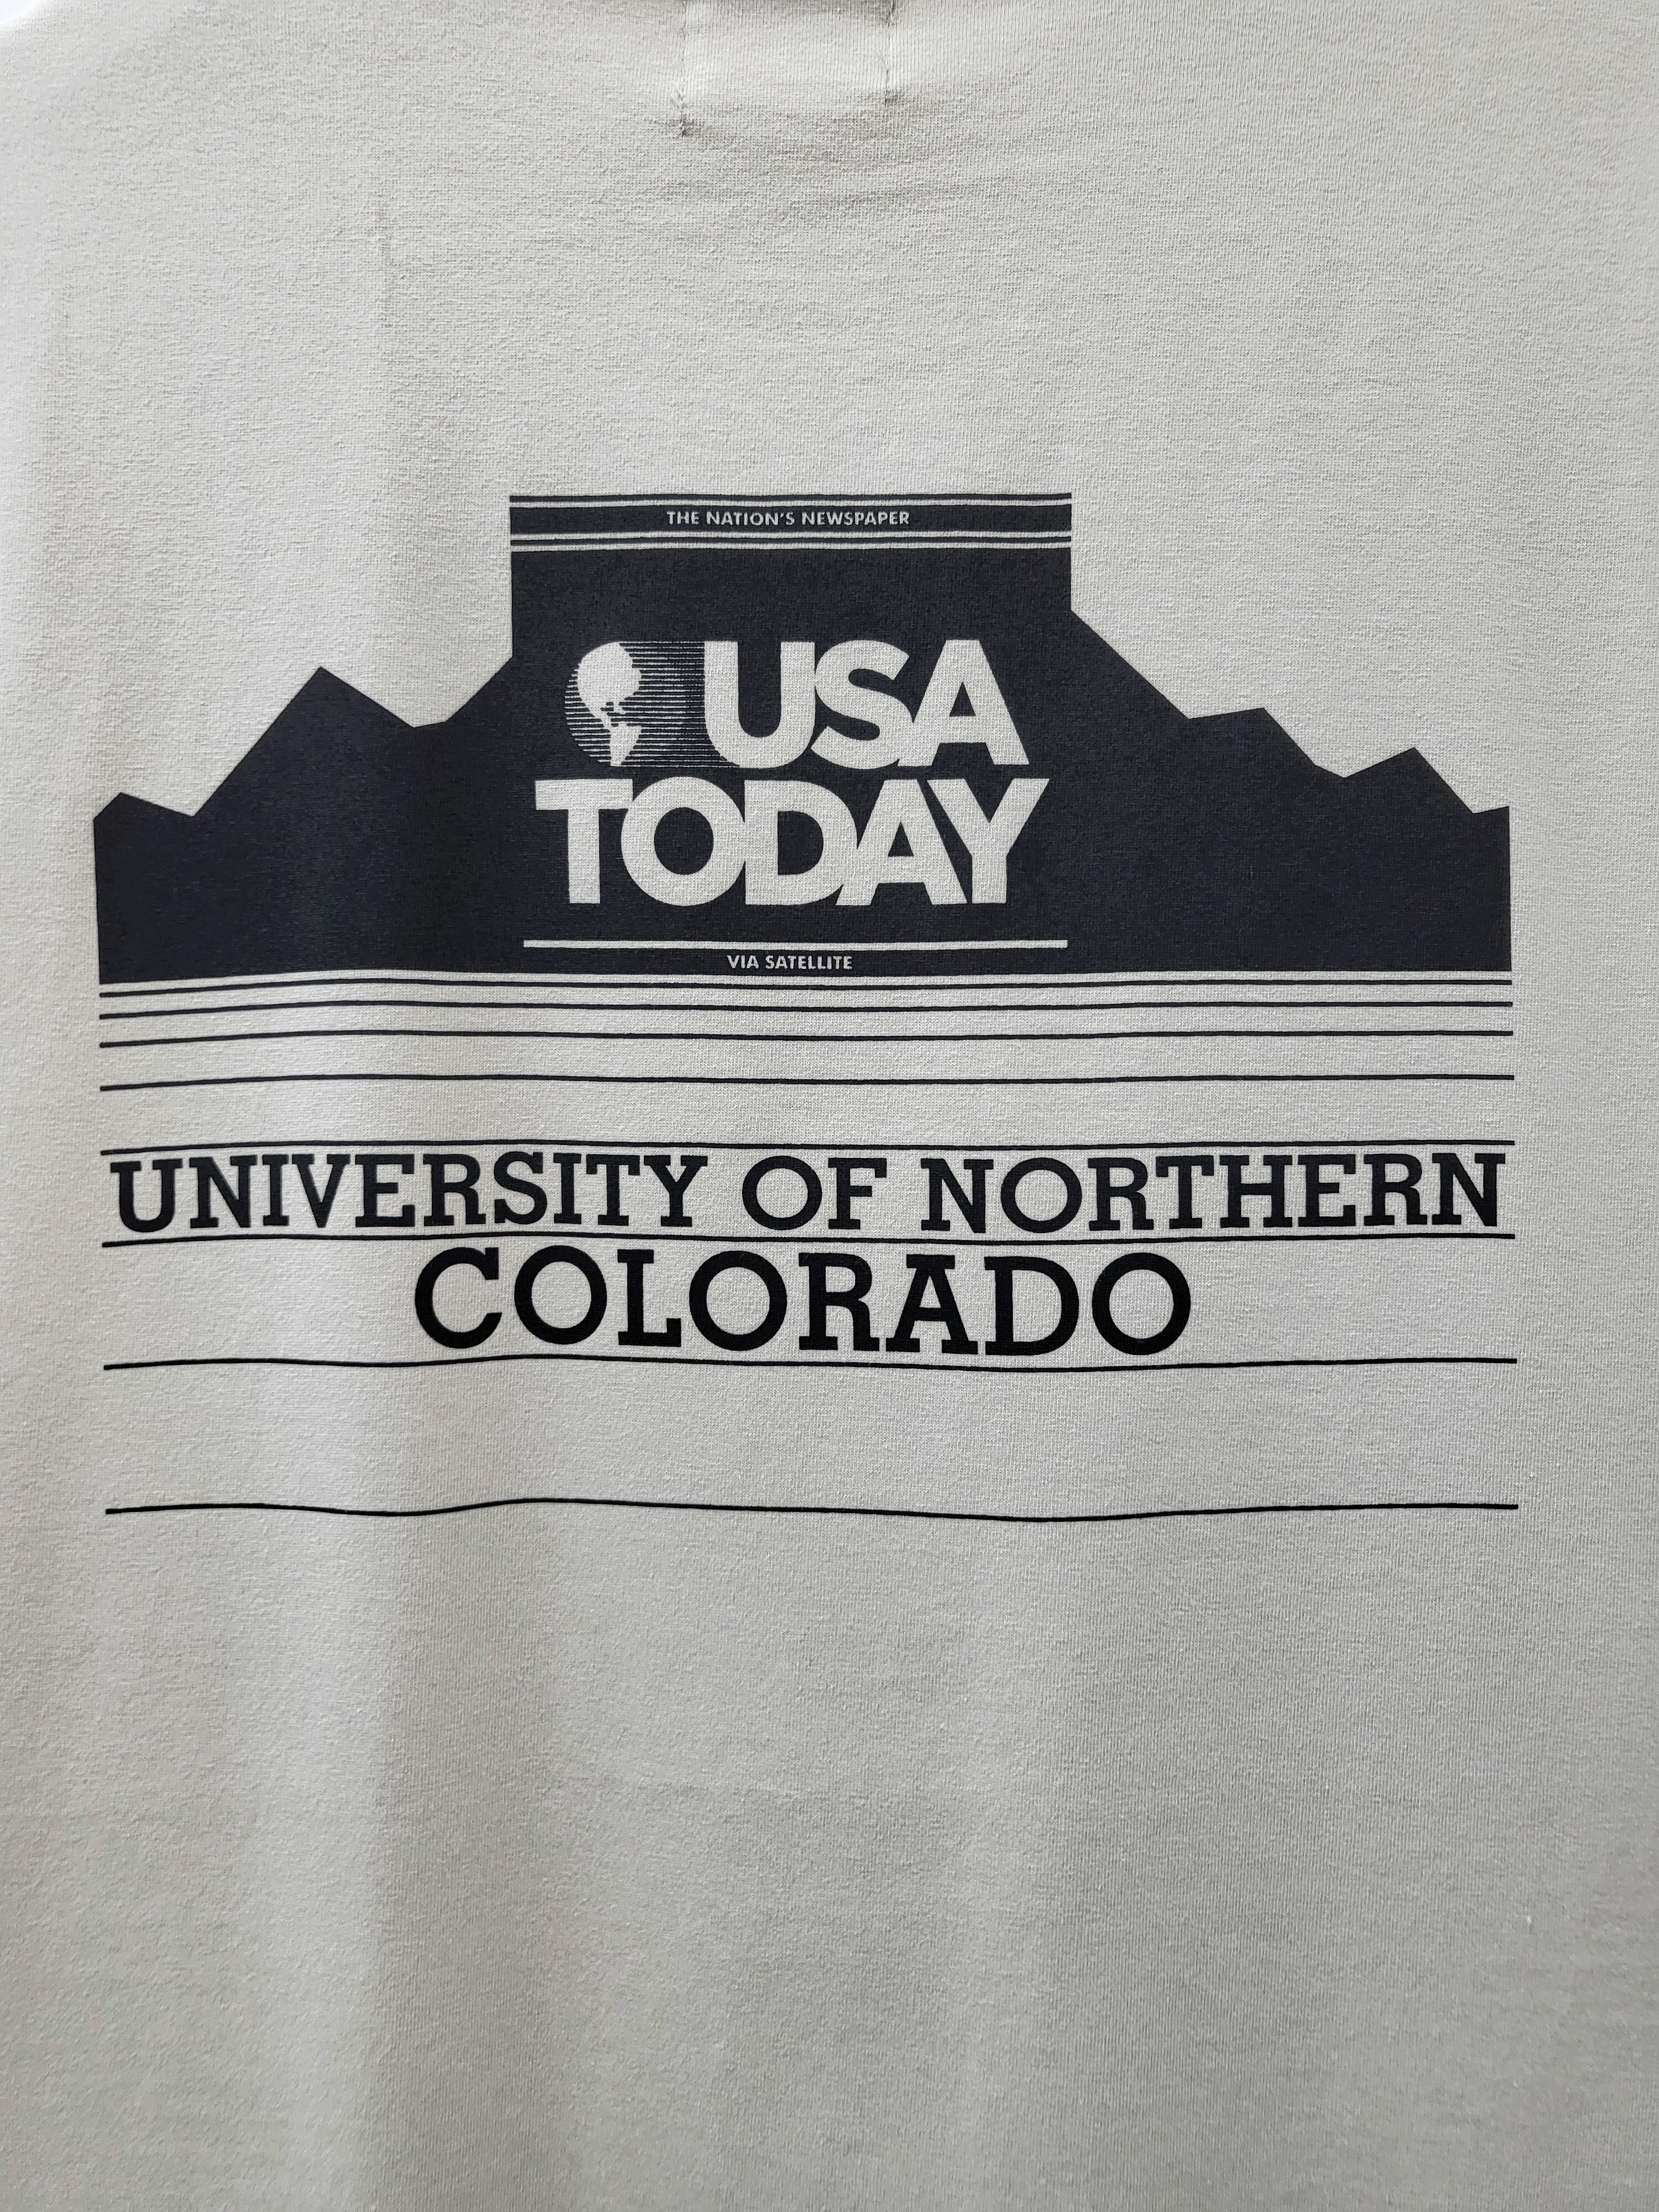 THE NATION'S NEWSPAPER
USA
TODAY
VIA SATELLITE
UNIVERSITY OF NORTHERN
COLORADO